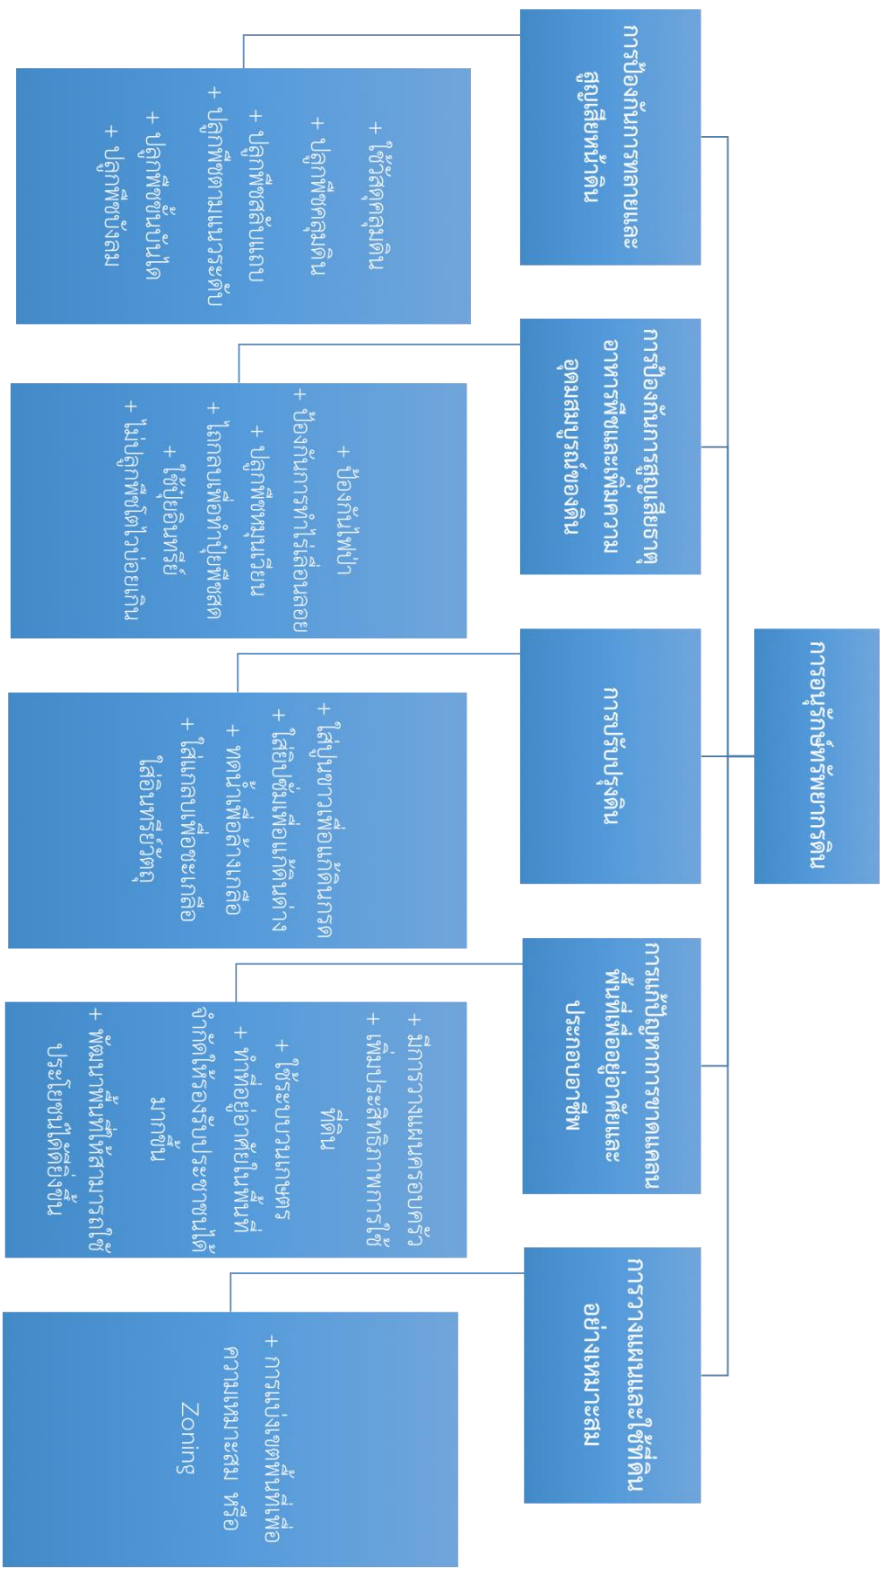 การอนุรักษ์ทรัพยากรดิน
การป้องกันการทลายและ
สูญเสียหน้าดิน
+ ใช้วัสดุคลุมดิน
+ ปลูกพืชคลุมดิน
+ ปลูกพืชสลับแถบ
+ ปลูกพืชตามแนวระดับ
+ ปลูกพืชขั้นบันได
+ ปลูกพืชบังลม
การป้องกันการสูญเสียธาตุ
อาหารพืชและเพิ่มความ
อุดมสมบูรณ์ของดิน
+ ป้องกันไฟป่า
+ ป้องกันการทำไร่เลื่อนลอย
+ ปลูกพืชหมุนเวียน
+ ไถกลบเพื่อทำปุ๋ยพืชสด
+ ใช้ปุ๋ยอินทรีย์
+ ไม่ปลูกพืชโตไวบ่อยเกิน
การปรับปรุงดิน
+ ใส่ปูนขาวเพื่อแก้ดินกรด
+ ใส่ยิปซั่มเพื่อแก้ดินด่าง
+ ทดน้ำเพื่อล้างเกลือ
+ ใส่แกลบเพื่อชะเกลือ
ใส่อินทรียวัตถุ
การแก้ปัญหาการขาดแคลน
พื้นที่เพื่ออยู่อาศัยและ
ประกอบอาชีพ
+ มีการวางแผนครอบครัว
+ เพิ่มประสิทธิภาพการใช้
ที่ดิน
+ ใช้ระบบวนเกษตร
+ ทำที่อยู่อาศัยในพื้นที่
จำกัดให้รองรับประชาชนได้
มากขึ้น
+ พัฒนาพื้นที่ให้สามารถใช้
ประโยชน์ได้ดียิ่งขึ้น
การวางแผนและใช้ที่ดิน
อย่างเหมาะสม
+ การแบ่งเขตพื้นที่เพื่อ
ความเหมาะสม หรือ
Zoning